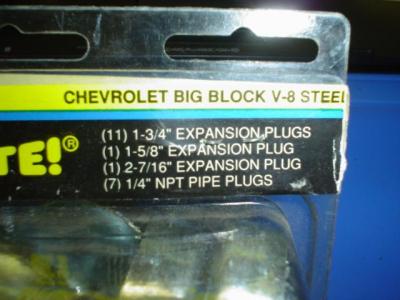 CHEVROLET BIG BLOCK V-8 STEEL
TE!®
(11) 1-3/4" EXPANSION PLUGS
(1) 1-5/8" EXPANSION PLUG
(1) 2-7/16" EXPANSION PLUG
(7) 1/4" NPT PIPE PLUGS